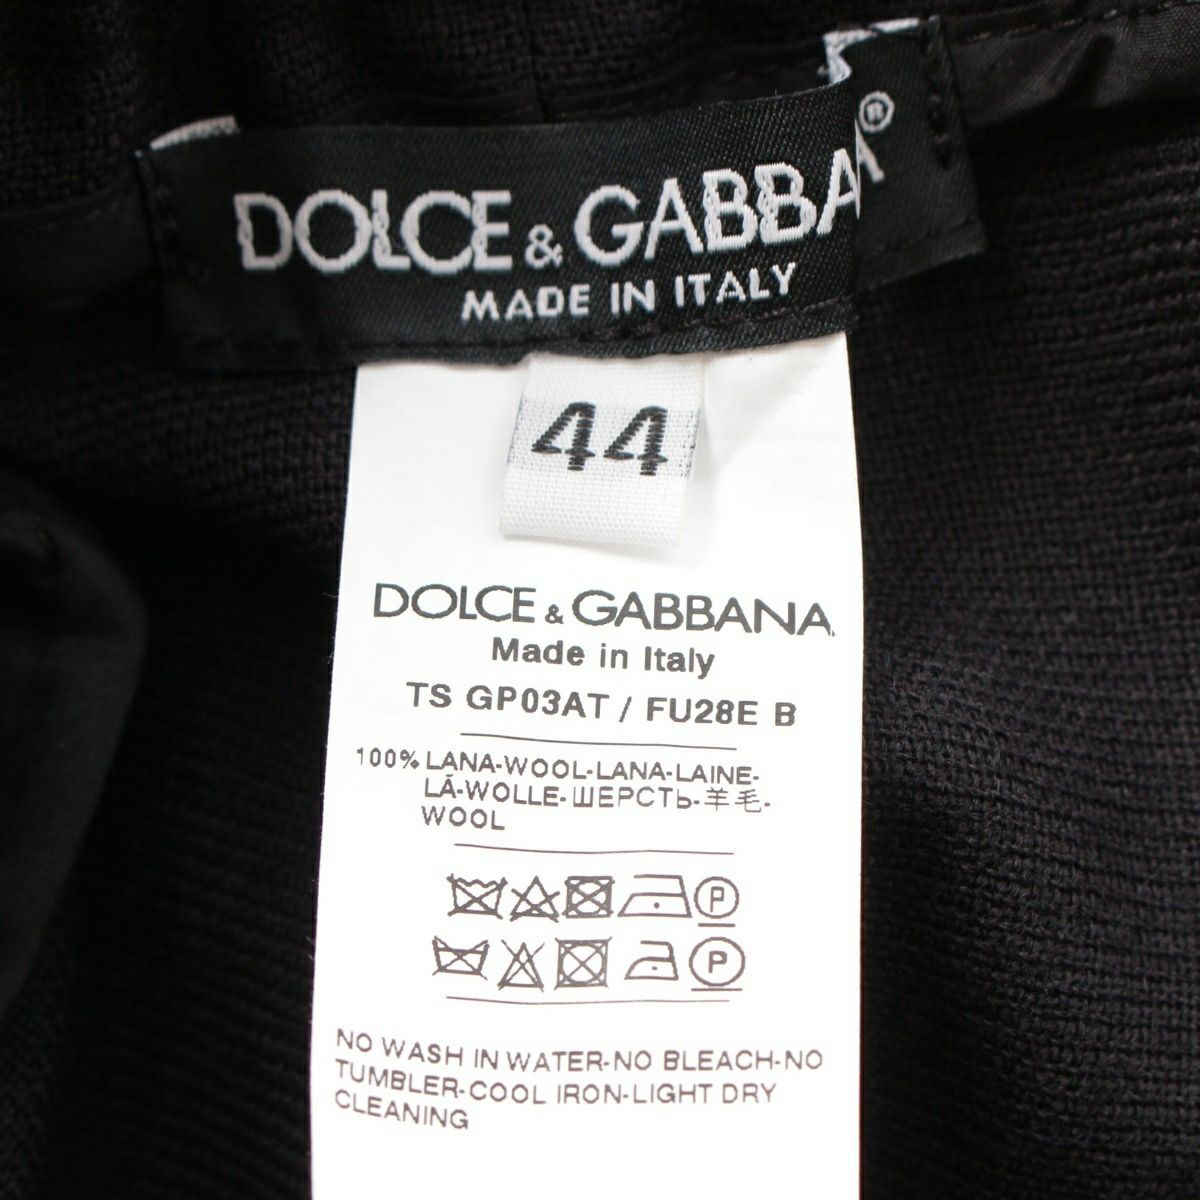 DOLCE & GABBANA®
MADE IN ITALY
44
DOLCE & GABBANA
Made in Italy
TS GP03AT / FU28E B
100% LANA-WOOL-LANA-LAINE-
LÃ-WOLLE-ШЕРСТЬ-羊毛-
WOOL
P
P
NO WASH IN WATER-NO BLEACH-NO
TUMBLER-COOL IRON-LIGHT DRY
CLEANING